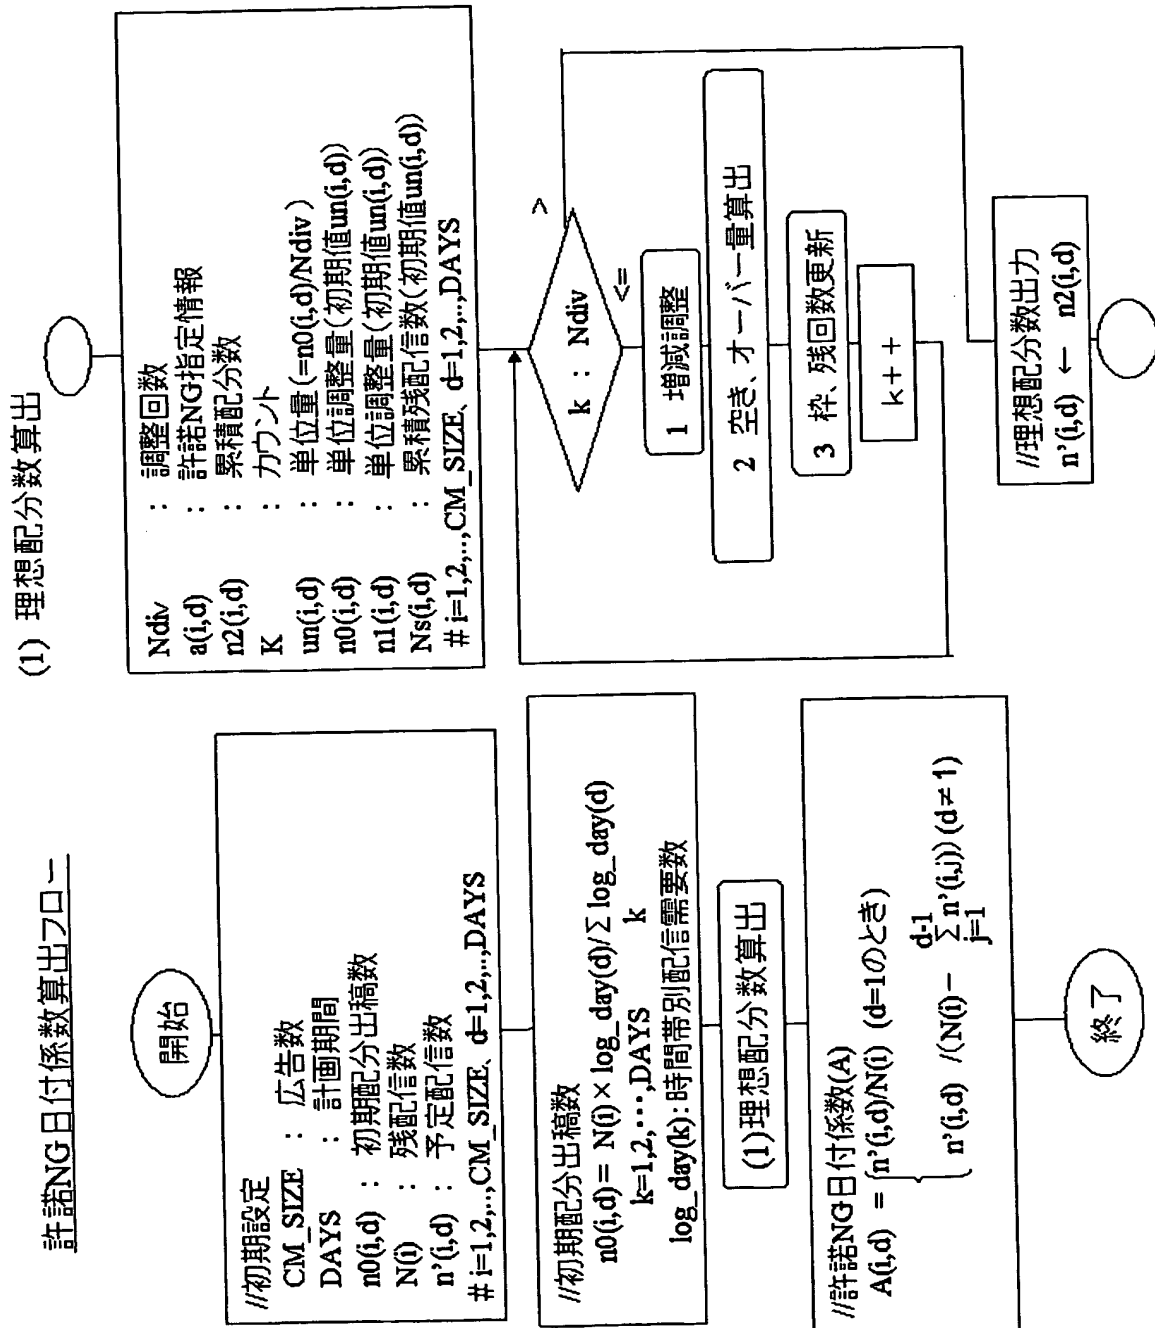 許諾NG日付係数算出フロー
開始
//初期設定
CM_SIZE : 広告数
DAYS : 計画期間
n0(i,d) : 初期配分出稿数
N(i) : 残配信数
n'(i,d) : 予定配信数
# i=1,2,..,CM_SIZE、d=1,2,..,DAYS
//初期配分出稿数
n0(i,d) = N(i) × log_day(d)/Σ log_day(d)
k=1,2,⋯,DAYS k
log_day(k):時間帯別配信需要数
(1)理想配分数算出
//許諾NG日付係数(A)
A(i,d) = { n'(i,d)/N(i) (d=1のとき)
d-1
n'(i,d) /(N(i)- Σ n'(i,j)) (d≠1)
j=1
終了
(1) 理想配分数算出
Ndiv : 調整回数
a(i,d) : 許諾NG指定情報
n2(i,d) : 累積配分数
K : カウント
un(i,d) : 単位量(=n0(i,d)/Ndiv)
n0(i,d) : 単位調整量(初期値un(i,d))
n1(i,d) : 単位調整量(初期値un(i,d))
Ns(i,d) : 累積残配信数(初期値un(i,d))
# i=1,2,..,CM_SIZE、d=1,2,..,DAYS
k : Ndiv
>
<=
1 増減調整
2 空き、オーバー量算出
3 枠、残回数更新
k++
//理想配分数出力
n'(i,d) ← n2(i,d)